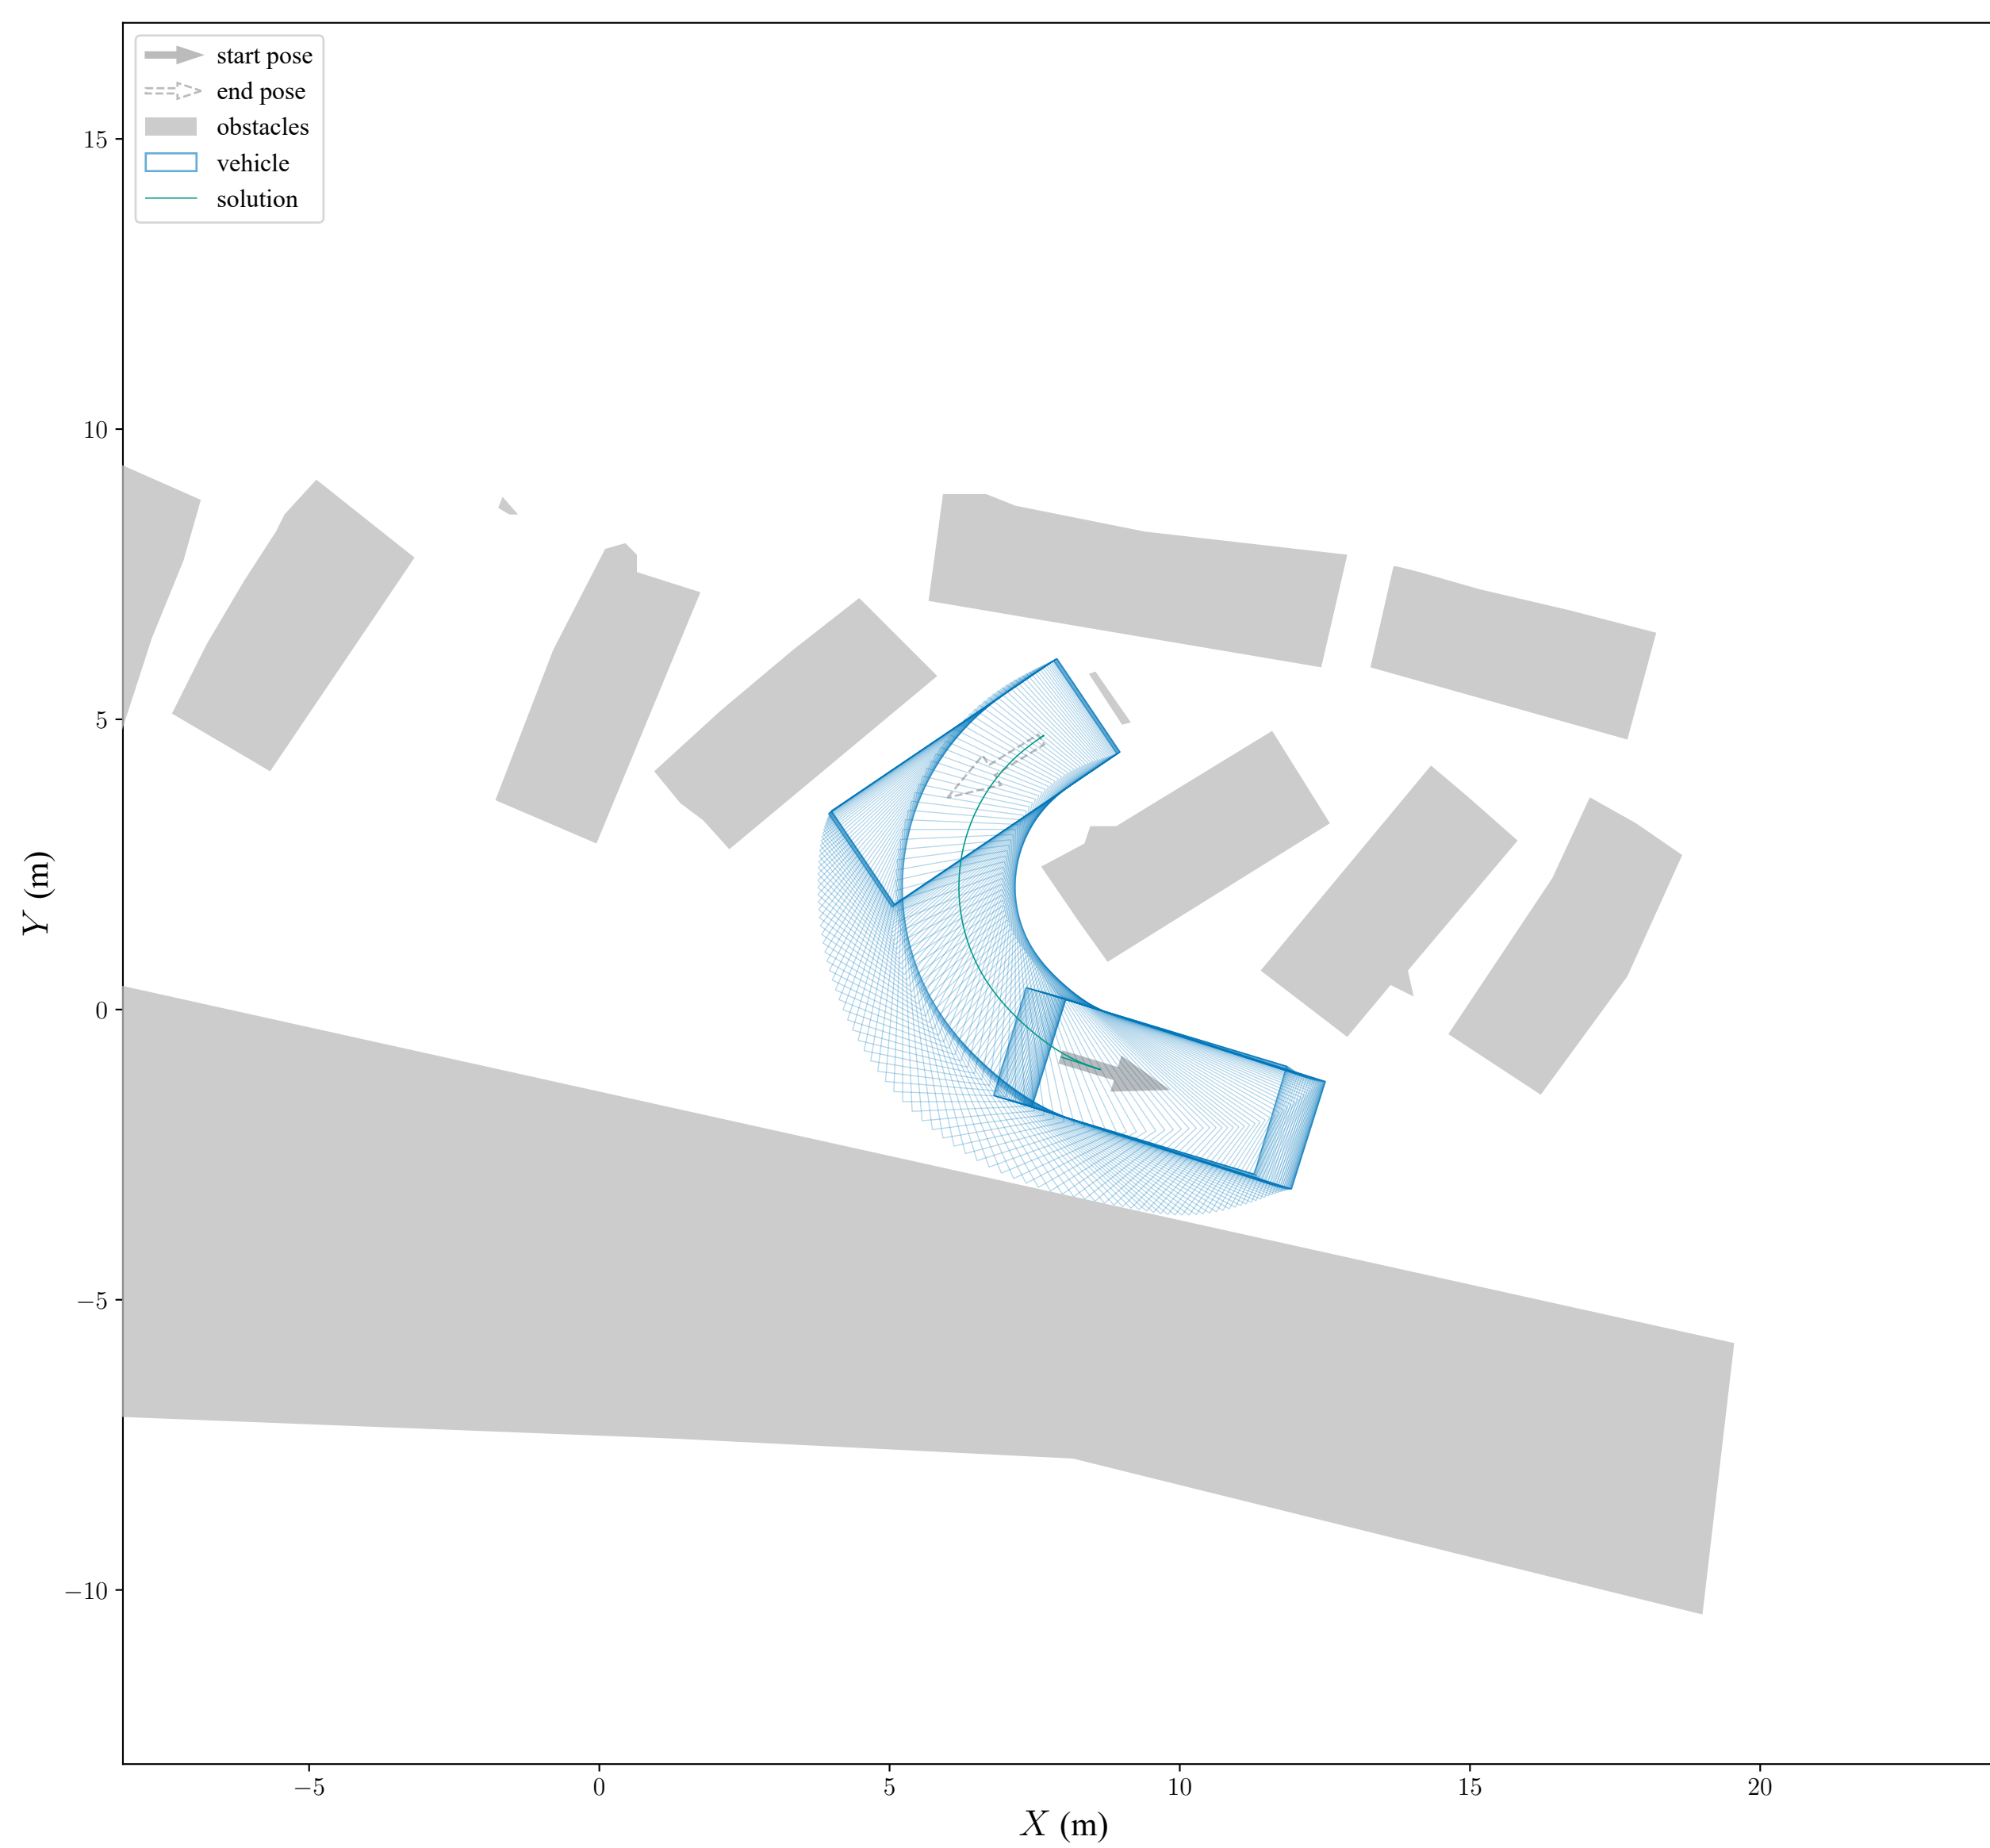 start pose
end pose
obstacles
vehicle
solution
15
10
5
0
−5
−10
Y (m)
−5 0 5 10 15 20
X (m)